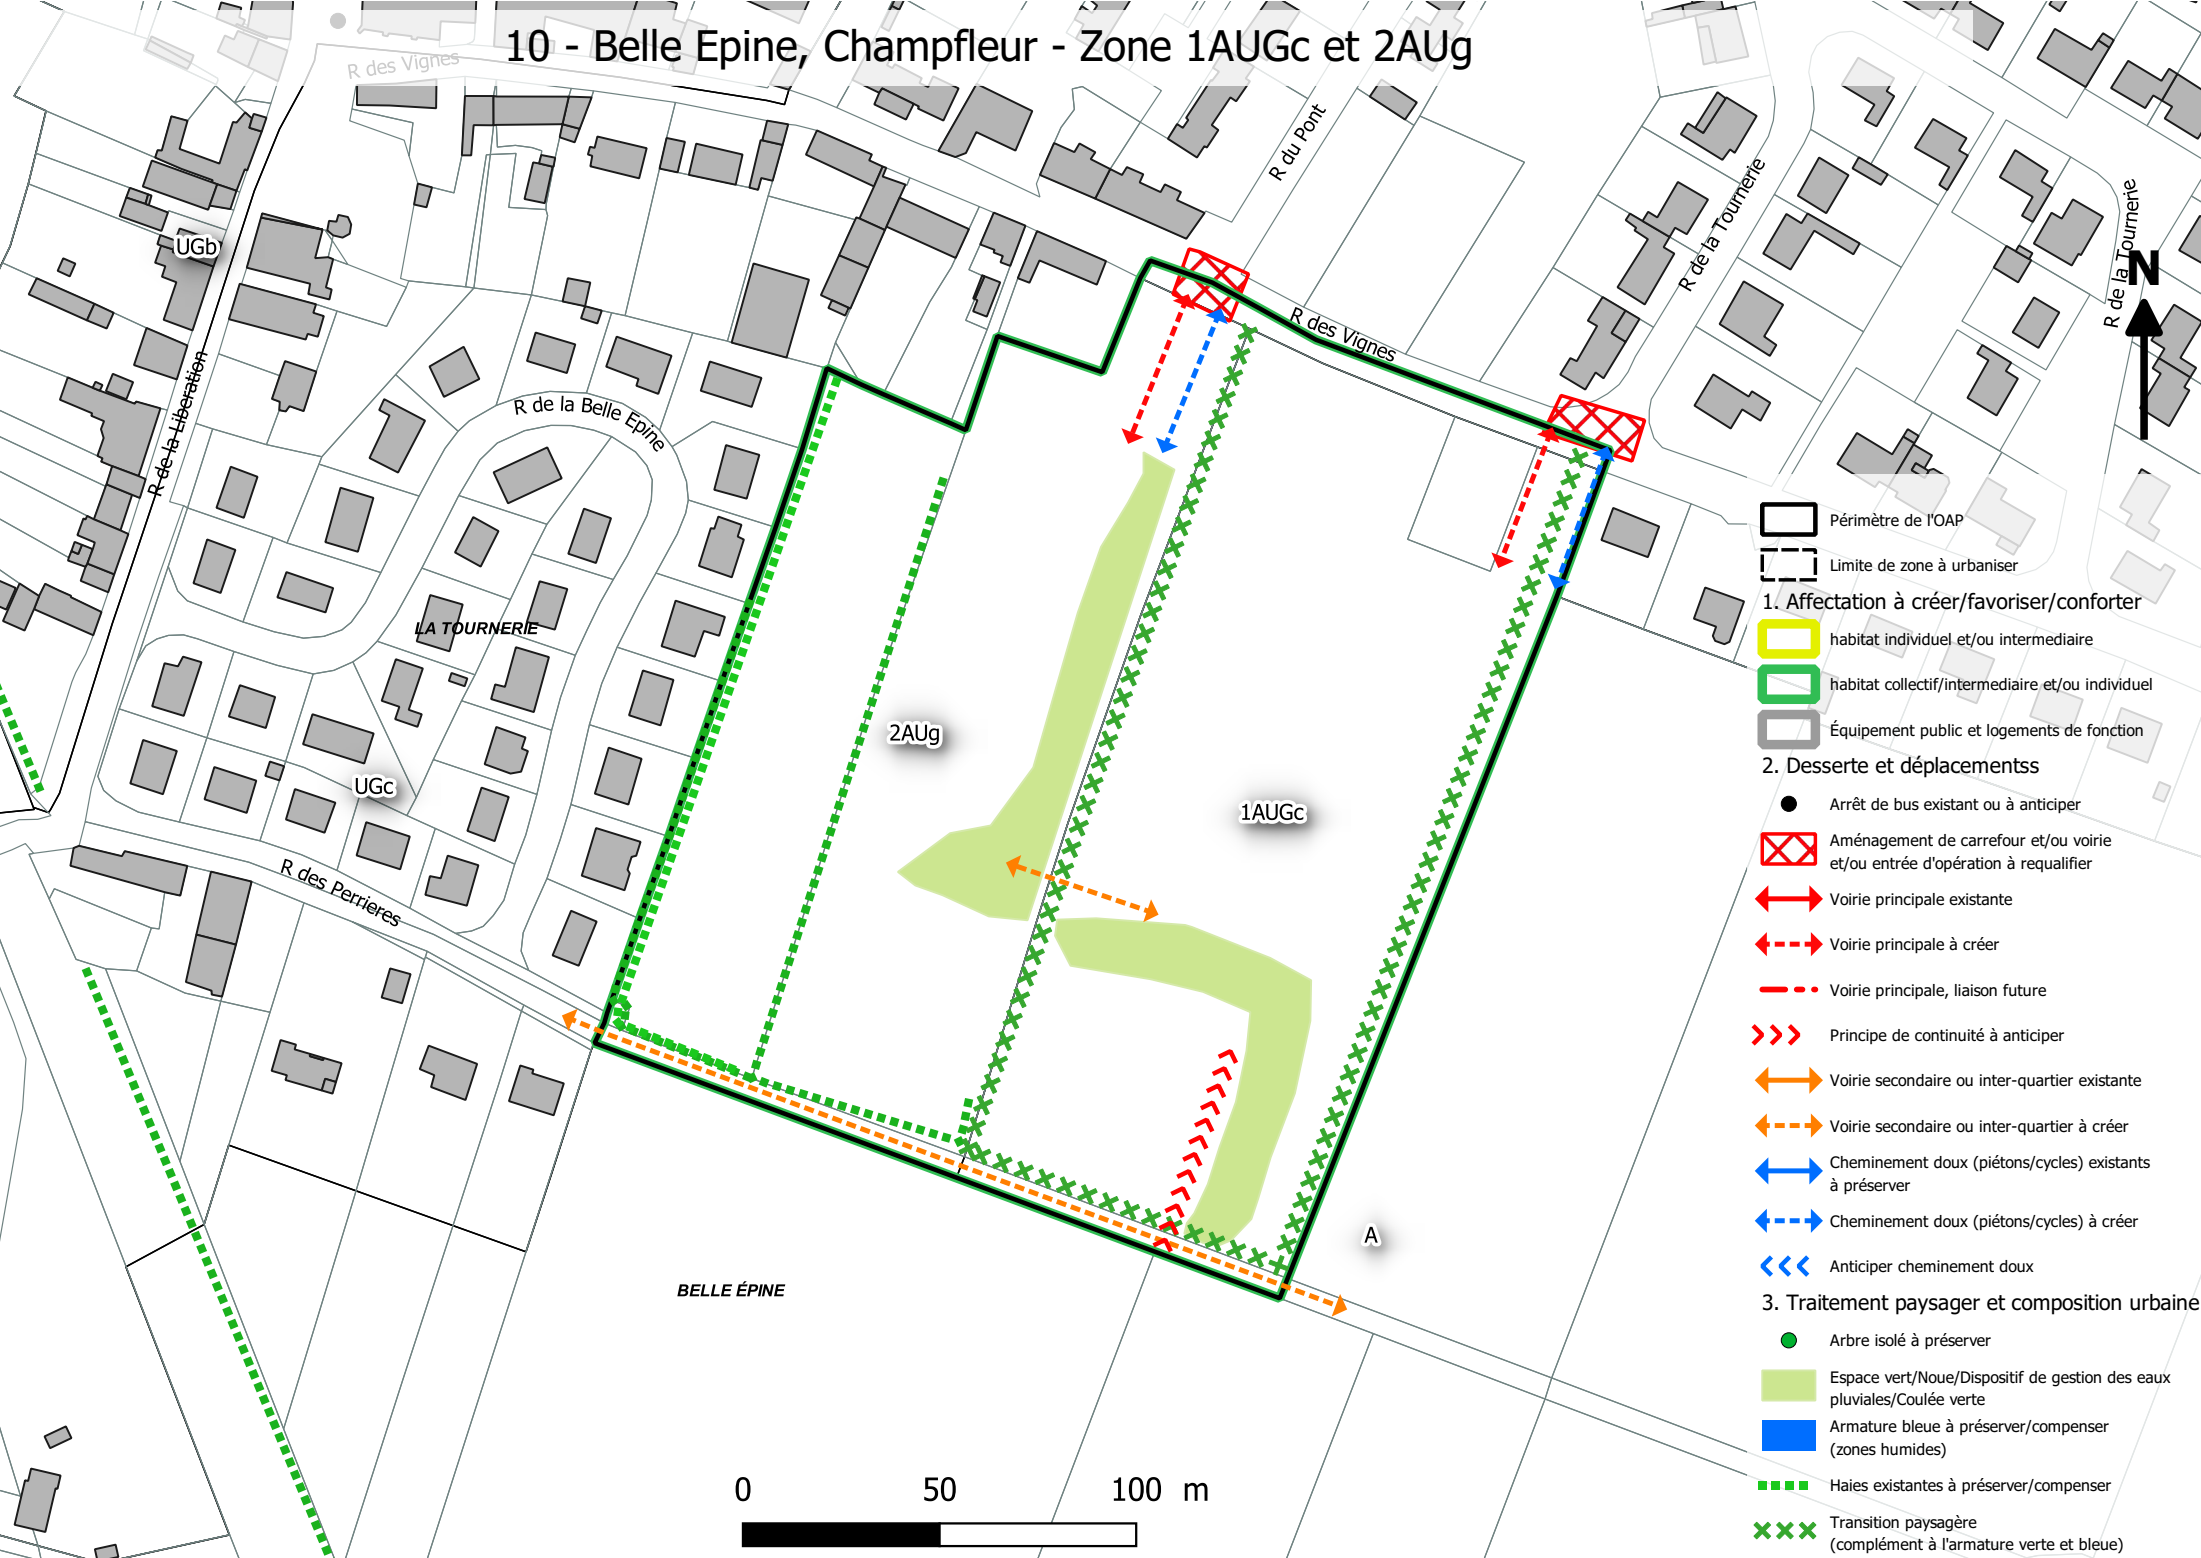 10 - Belle Epine, Champfleur - Zone 1AUGc et 2AUg
R des Vignes
R du Pont
R de la Tournerie
R de la Tournerie
N
UGb
R des Vignes
R de la Liberation
R de la Belle Epine
LA TOURNERIE
2AUg
UGc
1AUGc
R des Perrieres
A
BELLE ÉPINE
0 50 100 m
Périmètre de l'OAP
Limite de zone à urbaniser
1. Affectation à créer/favoriser/conforter
habitat individuel et/ou intermediaire
habitat collectif/intermediaire et/ou individuel
Équipement public et logements de fonction
2. Desserte et déplacementss
Arrêt de bus existant ou à anticiper
Aménagement de carrefour et/ou voirie
et/ou entrée d'opération à requalifier
Voirie principale existante
Voirie principale à créer
Voirie principale, liaison future
Principe de continuité à anticiper
Voirie secondaire ou inter-quartier existante
Voirie secondaire ou inter-quartier à créer
Cheminement doux (piétons/cycles) existants
à préserver
Cheminement doux (piétons/cycles) à créer
Anticiper cheminement doux
3. Traitement paysager et composition urbaine
Arbre isolé à préserver
Espace vert/Noue/Dispositif de gestion des eaux
pluviales/Coulée verte
Armature bleue à préserver/compenser
(zones humides)
Haies existantes à préserver/compenser
Transition paysagère
(complément à l'armature verte et bleue)